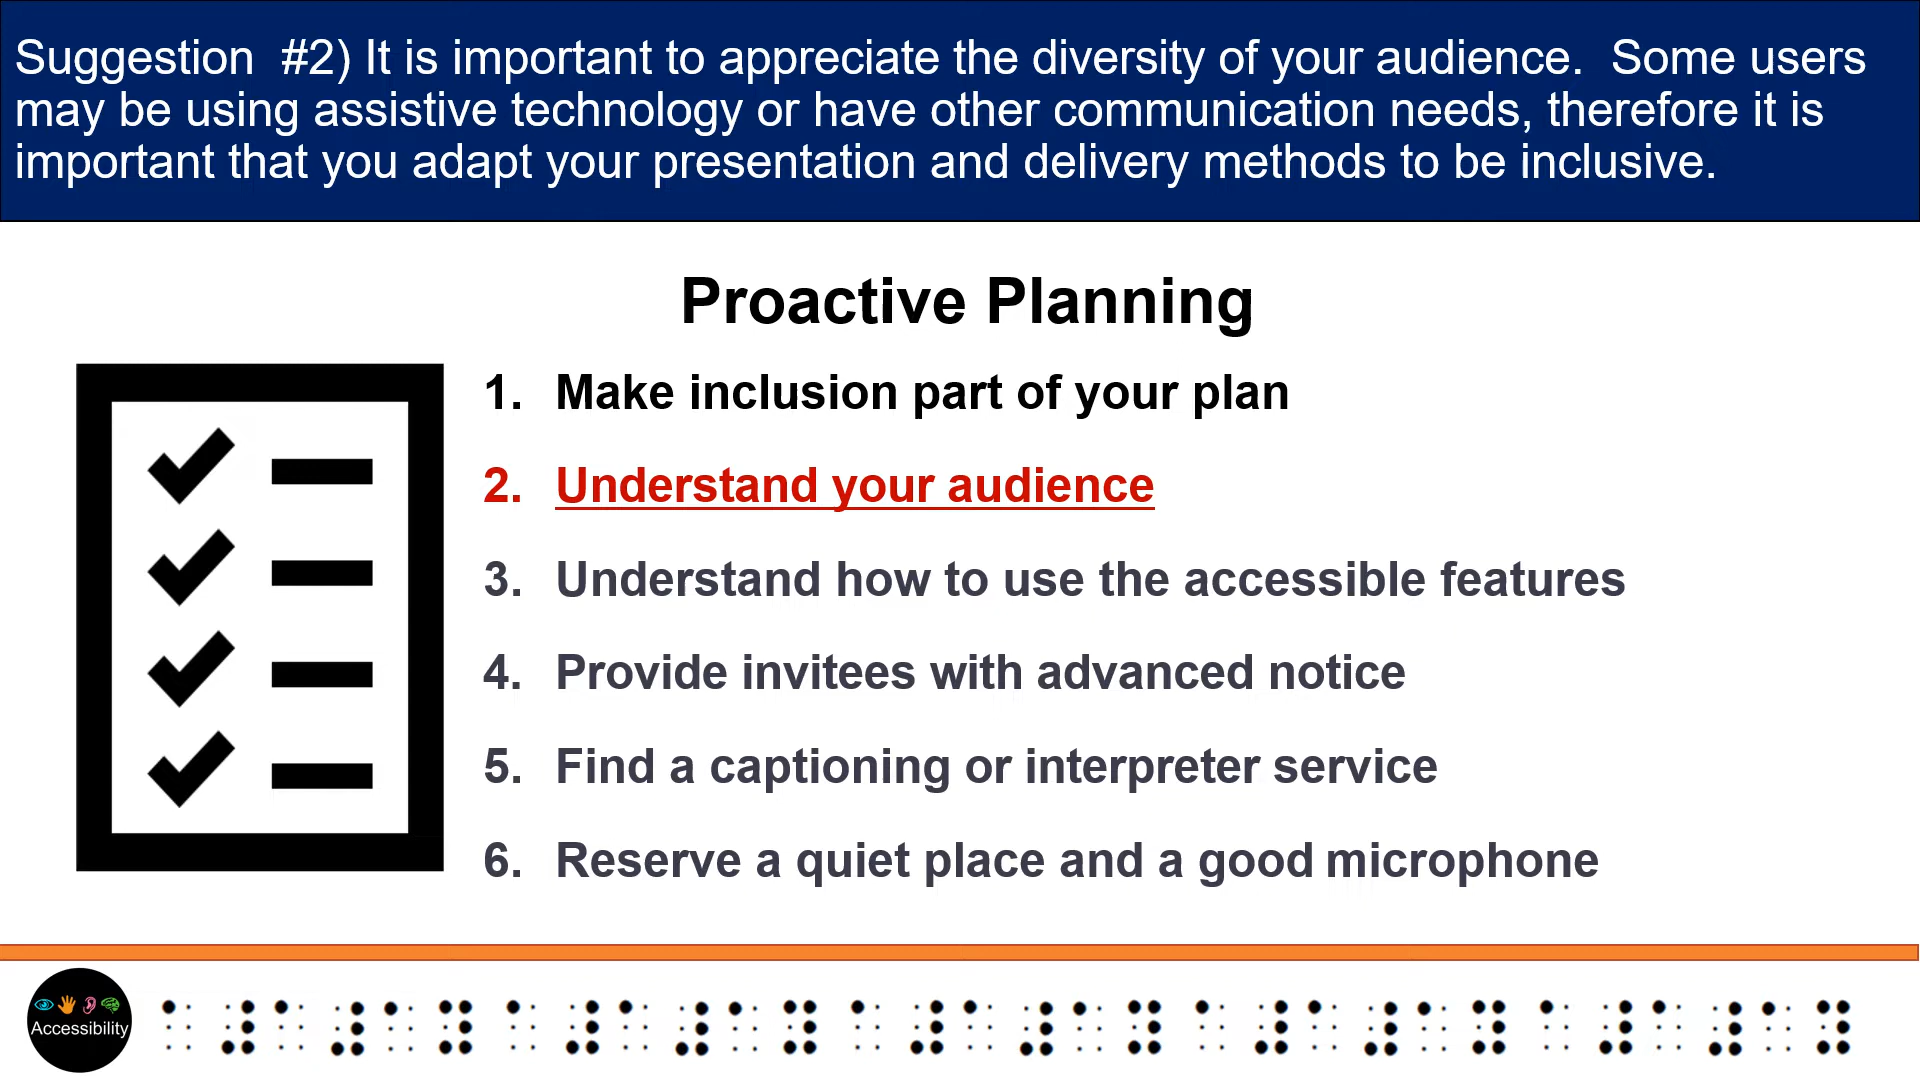 Suggestion  #2) It is important to appreciate the diversity of your audience.  Some users
may be using assistive technology or have other communication needs, therefore it is
important that you adapt your presentation and delivery methods to be inclusive.
Proactive Planning
1. Make inclusion part of your plan
2. Understand your audience
3. Understand how to use the accessible features
4. Provide invitees with advanced notice
5. Find a captioning or interpreter service
6. Reserve a quiet place and a good microphone
Accessibility